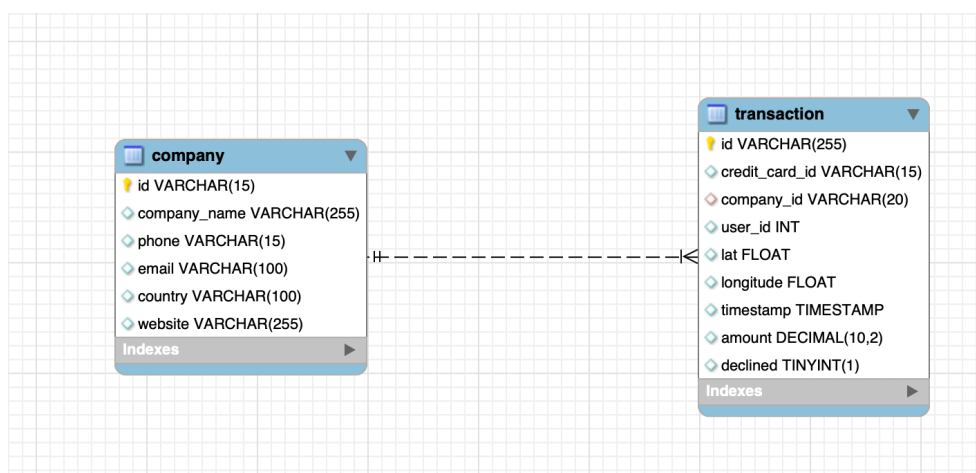 company
id VARCHAR(15)
company_name VARCHAR(255)
phone VARCHAR(15)
email VARCHAR(100)
country VARCHAR(100)
website VARCHAR(255)
Indexes
transaction
id VARCHAR(255)
credit_card_id VARCHAR(15)
company_id VARCHAR(20)
user_id INT
lat FLOAT
longitude FLOAT
timestamp TIMESTAMP
amount DECIMAL(10,2)
declined TINYINT(1)
Indexes